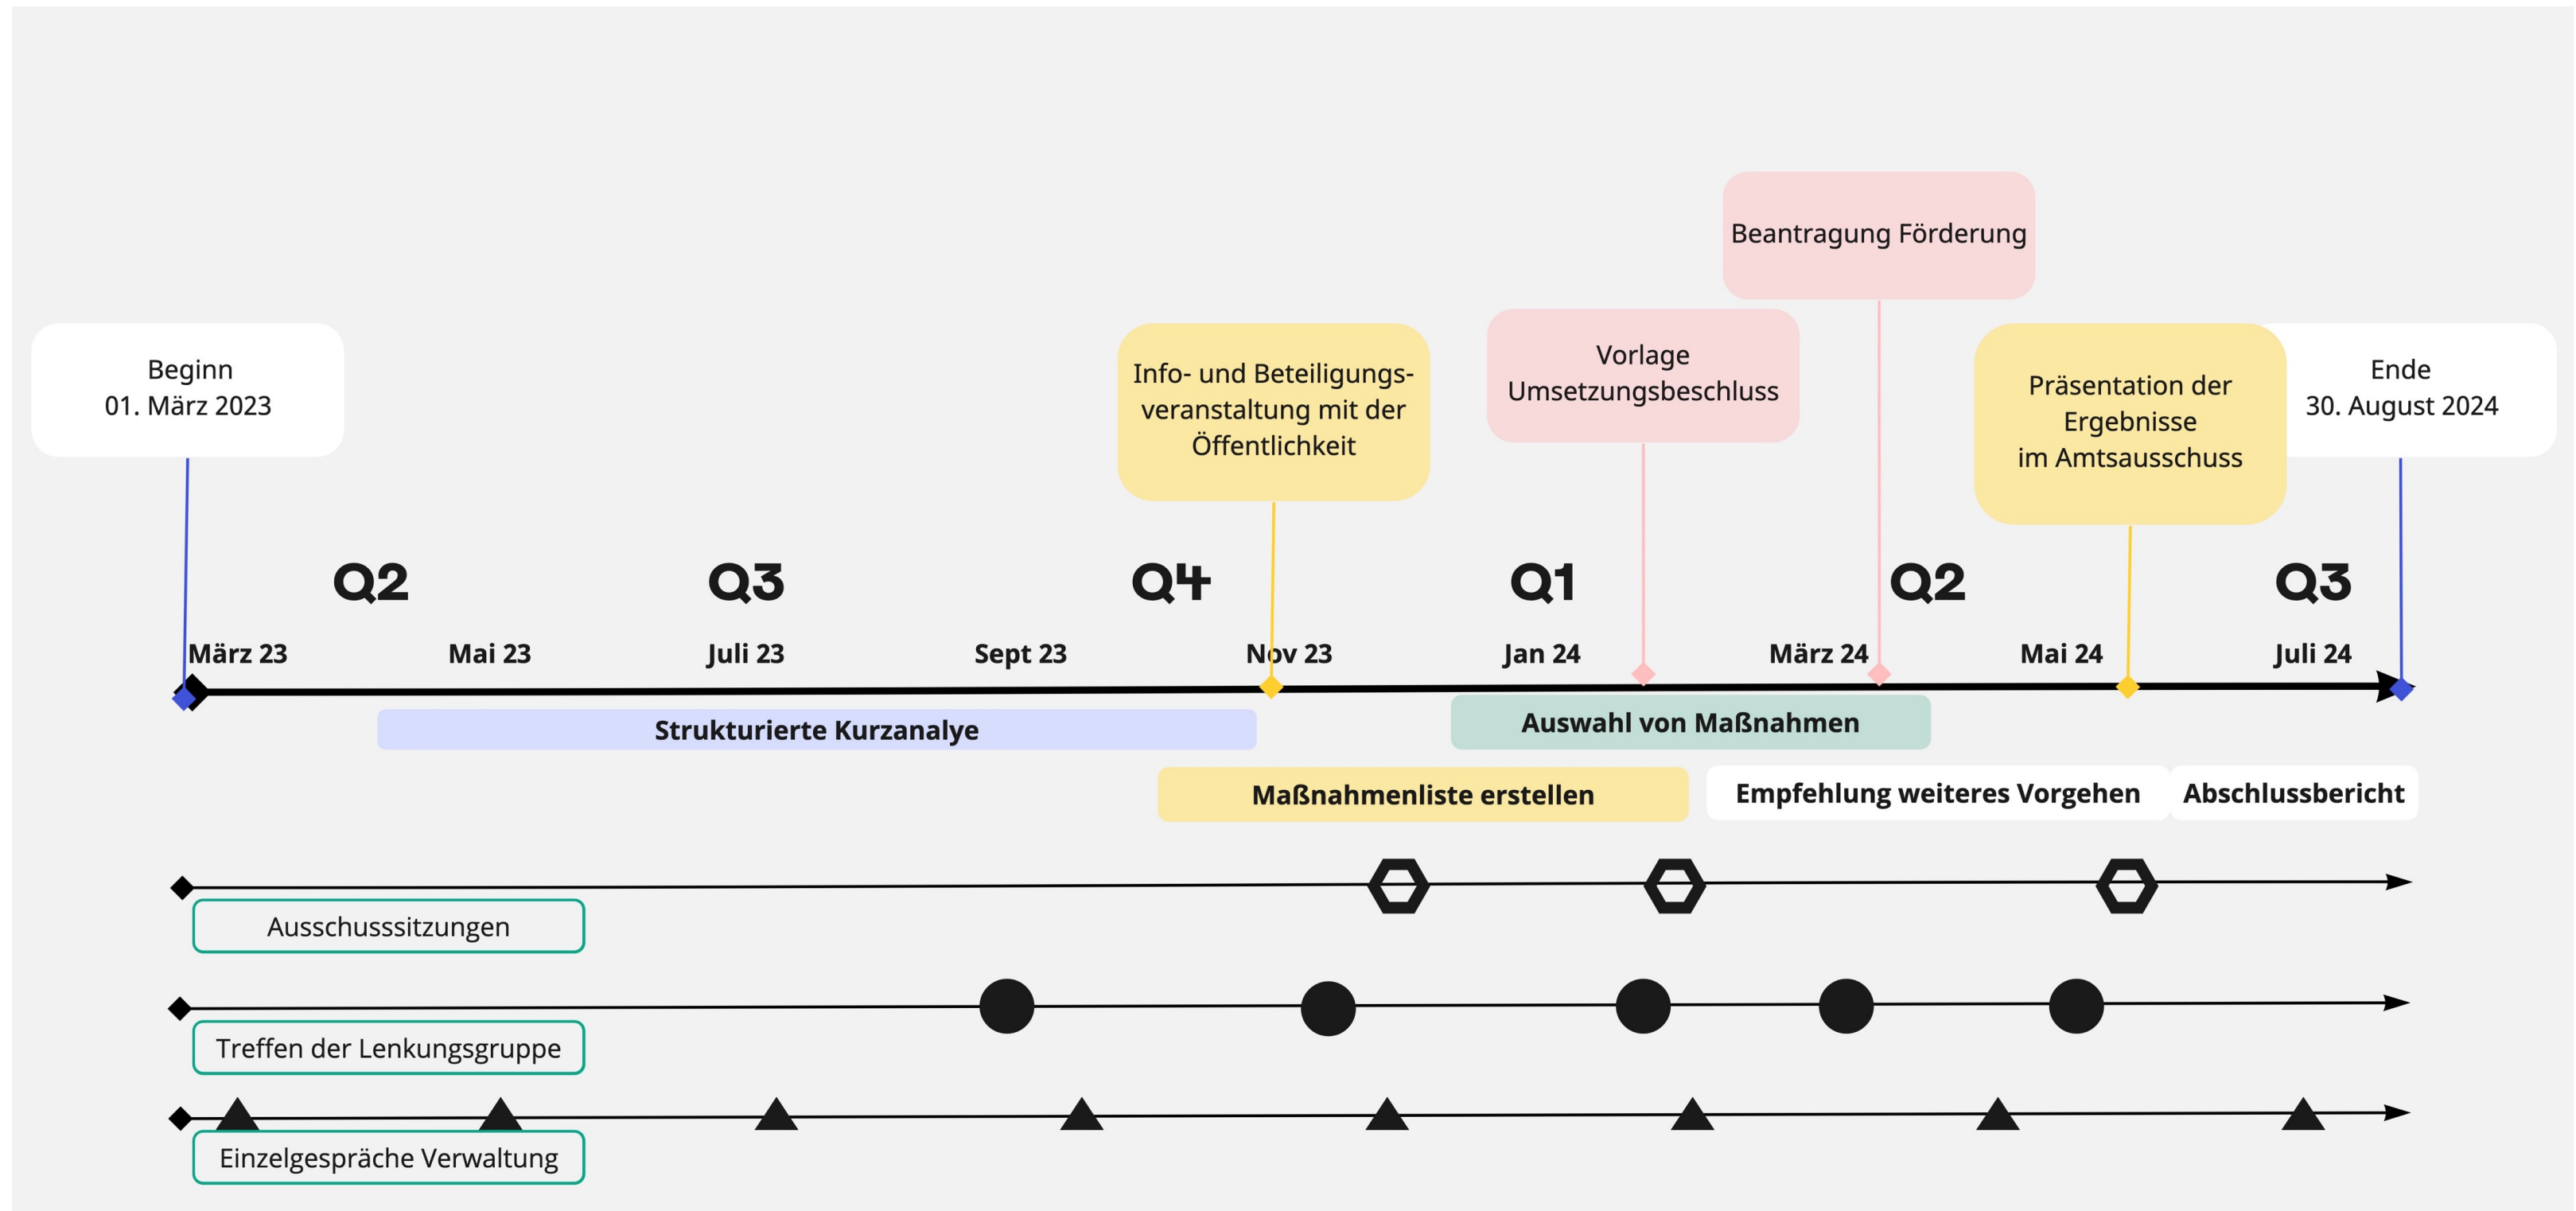 Beantragung Förderung
Beginn
01. März 2023
Info- und Beteiligungs-
veranstaltung mit der
Öffentlichkeit
Vorlage
Umsetzungsbeschluss
Präsentation der
Ergebnisse
im Amtsausschuss
Ende
30. August 2024
Q2 Q3 Q4 Q1 Q2 Q3
März 23 Mai 23 Juli 23 Sept 23 Nov 23 Jan 24 März 24 Mai 24 Juli 24
Strukturierte Kurzanalye
Auswahl von Maßnahmen
Maßnahmenliste erstellen
Empfehlung weiteres Vorgehen
Abschlussbericht
Ausschusssitzungen
Treffen der Lenkungsgruppe
Einzelgespräche Verwaltung